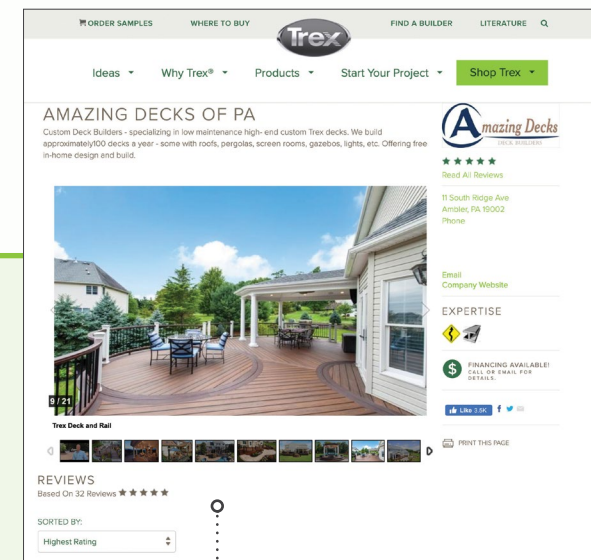 ORDER SAMPLES
WHERE TO BUY
Trex
FIND A BUILDER
LITERATURE
Ideas
Why Trex®
Products
Start Your Project
Shop Trex
AMAZING DECKS OF PA
Custom Deck Builders - specializing in low maintenance high- end custom Trex decks. We build
approximately100 decks a year - some with roofs, pergolas, screen rooms, gazebos, lights, etc. Offering free
in-home design and build.
Amazing Decks
DECK BUILDERS
Read All Reviews
11 South Ridge Ave
Ambler, PA 19002
Phone
Email
Company Website
EXPERTISE
$
FINANCING AVAILABLE!
CALL OR EMAIL FOR
DETAILS.
Like 3.6K
PRINT THIS PAGE
9 / 21
Trex Deck and Rail
REVIEWS
Based On 32 Reviews
SORTED BY:
Highest Rating